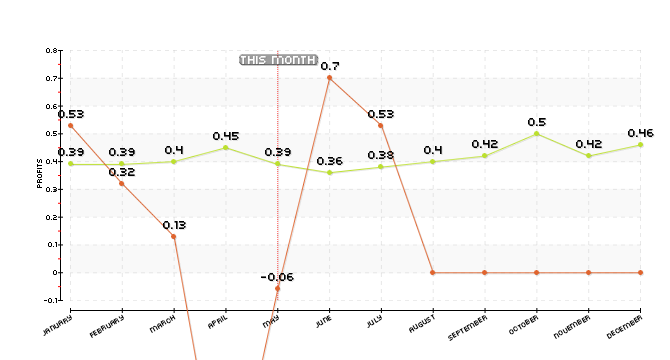 0.8
THIS MONTH
0.7
0.7
0.6
0.53
0.53
0.5
0.5
0.45
0.46
0.4
0.39
0.39
0.4
0.39
0.36
0.38
0.4
0.42
0.42
0.32
0.3
PROFITS
0.2
0.13
0.1
0
-0.06
-0.1
JANUARY
FEBRUARY
MARCH
APRIL
MAY
JUNE
JULY
AUGUST
SEPTEMBER
OCTOBER
NOVEMBER
DECEMBER